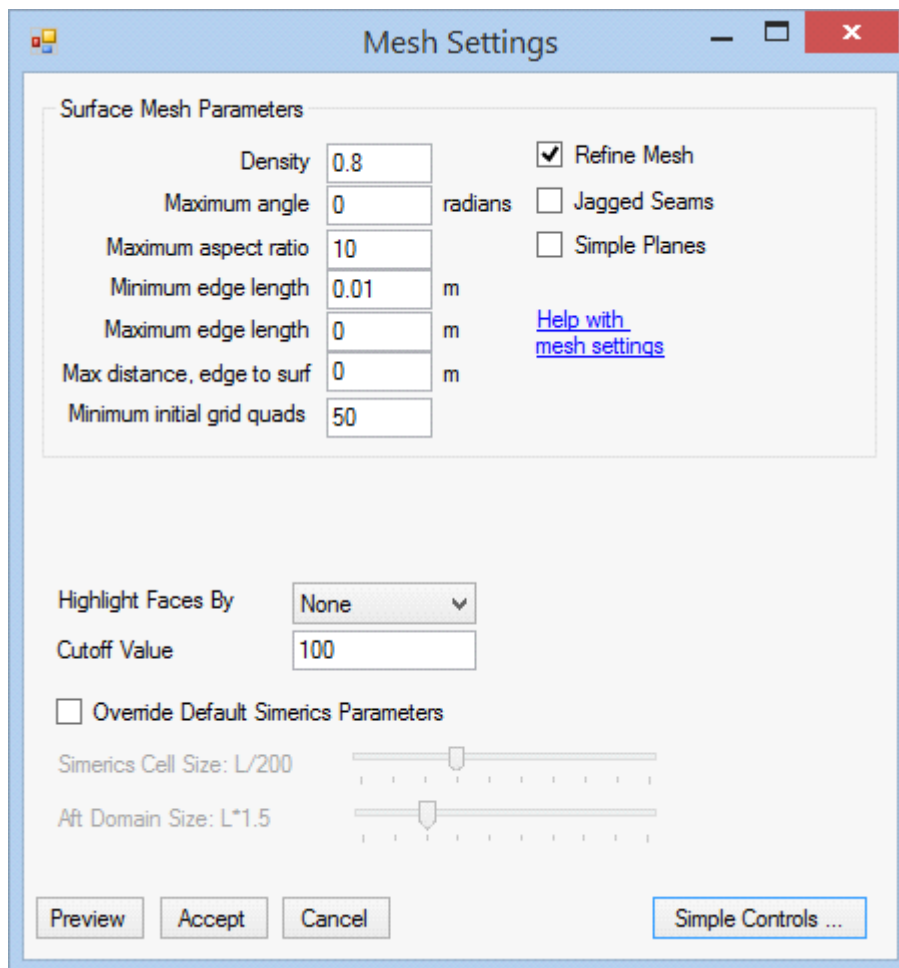 Mesh Settings
Surface Mesh Parameters
Density 0.8
Refine Mesh
Maximum angle 0 radians
Jagged Seams
Maximum aspect ratio 10
Simple Planes
Minimum edge length 0.01 m
Maximum edge length 0 m
Help with
mesh settings
Max distance, edge to surf 0 m
Minimum initial grid quads 50
Highlight Faces By None
Cutoff Value 100
Override Default Simerics Parameters
Simerics Cell Size: L/200
Aft Domain Size: L*1.5
Preview Accept Cancel Simple Controls ...